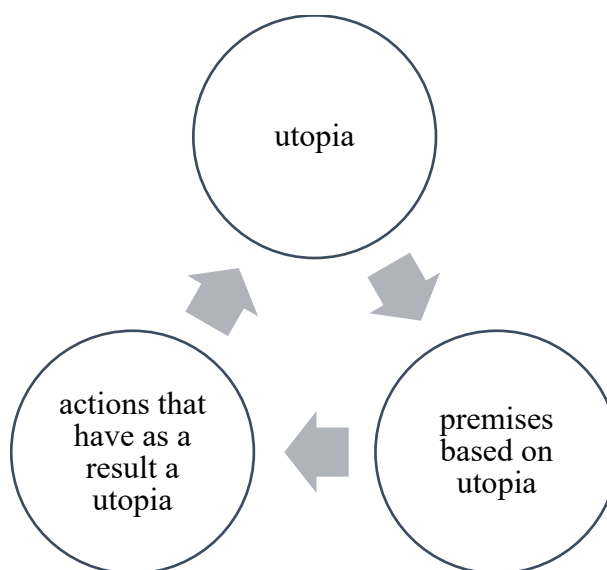 utopia
actions that
have as a
result a
utopia
premises
based on
utopia